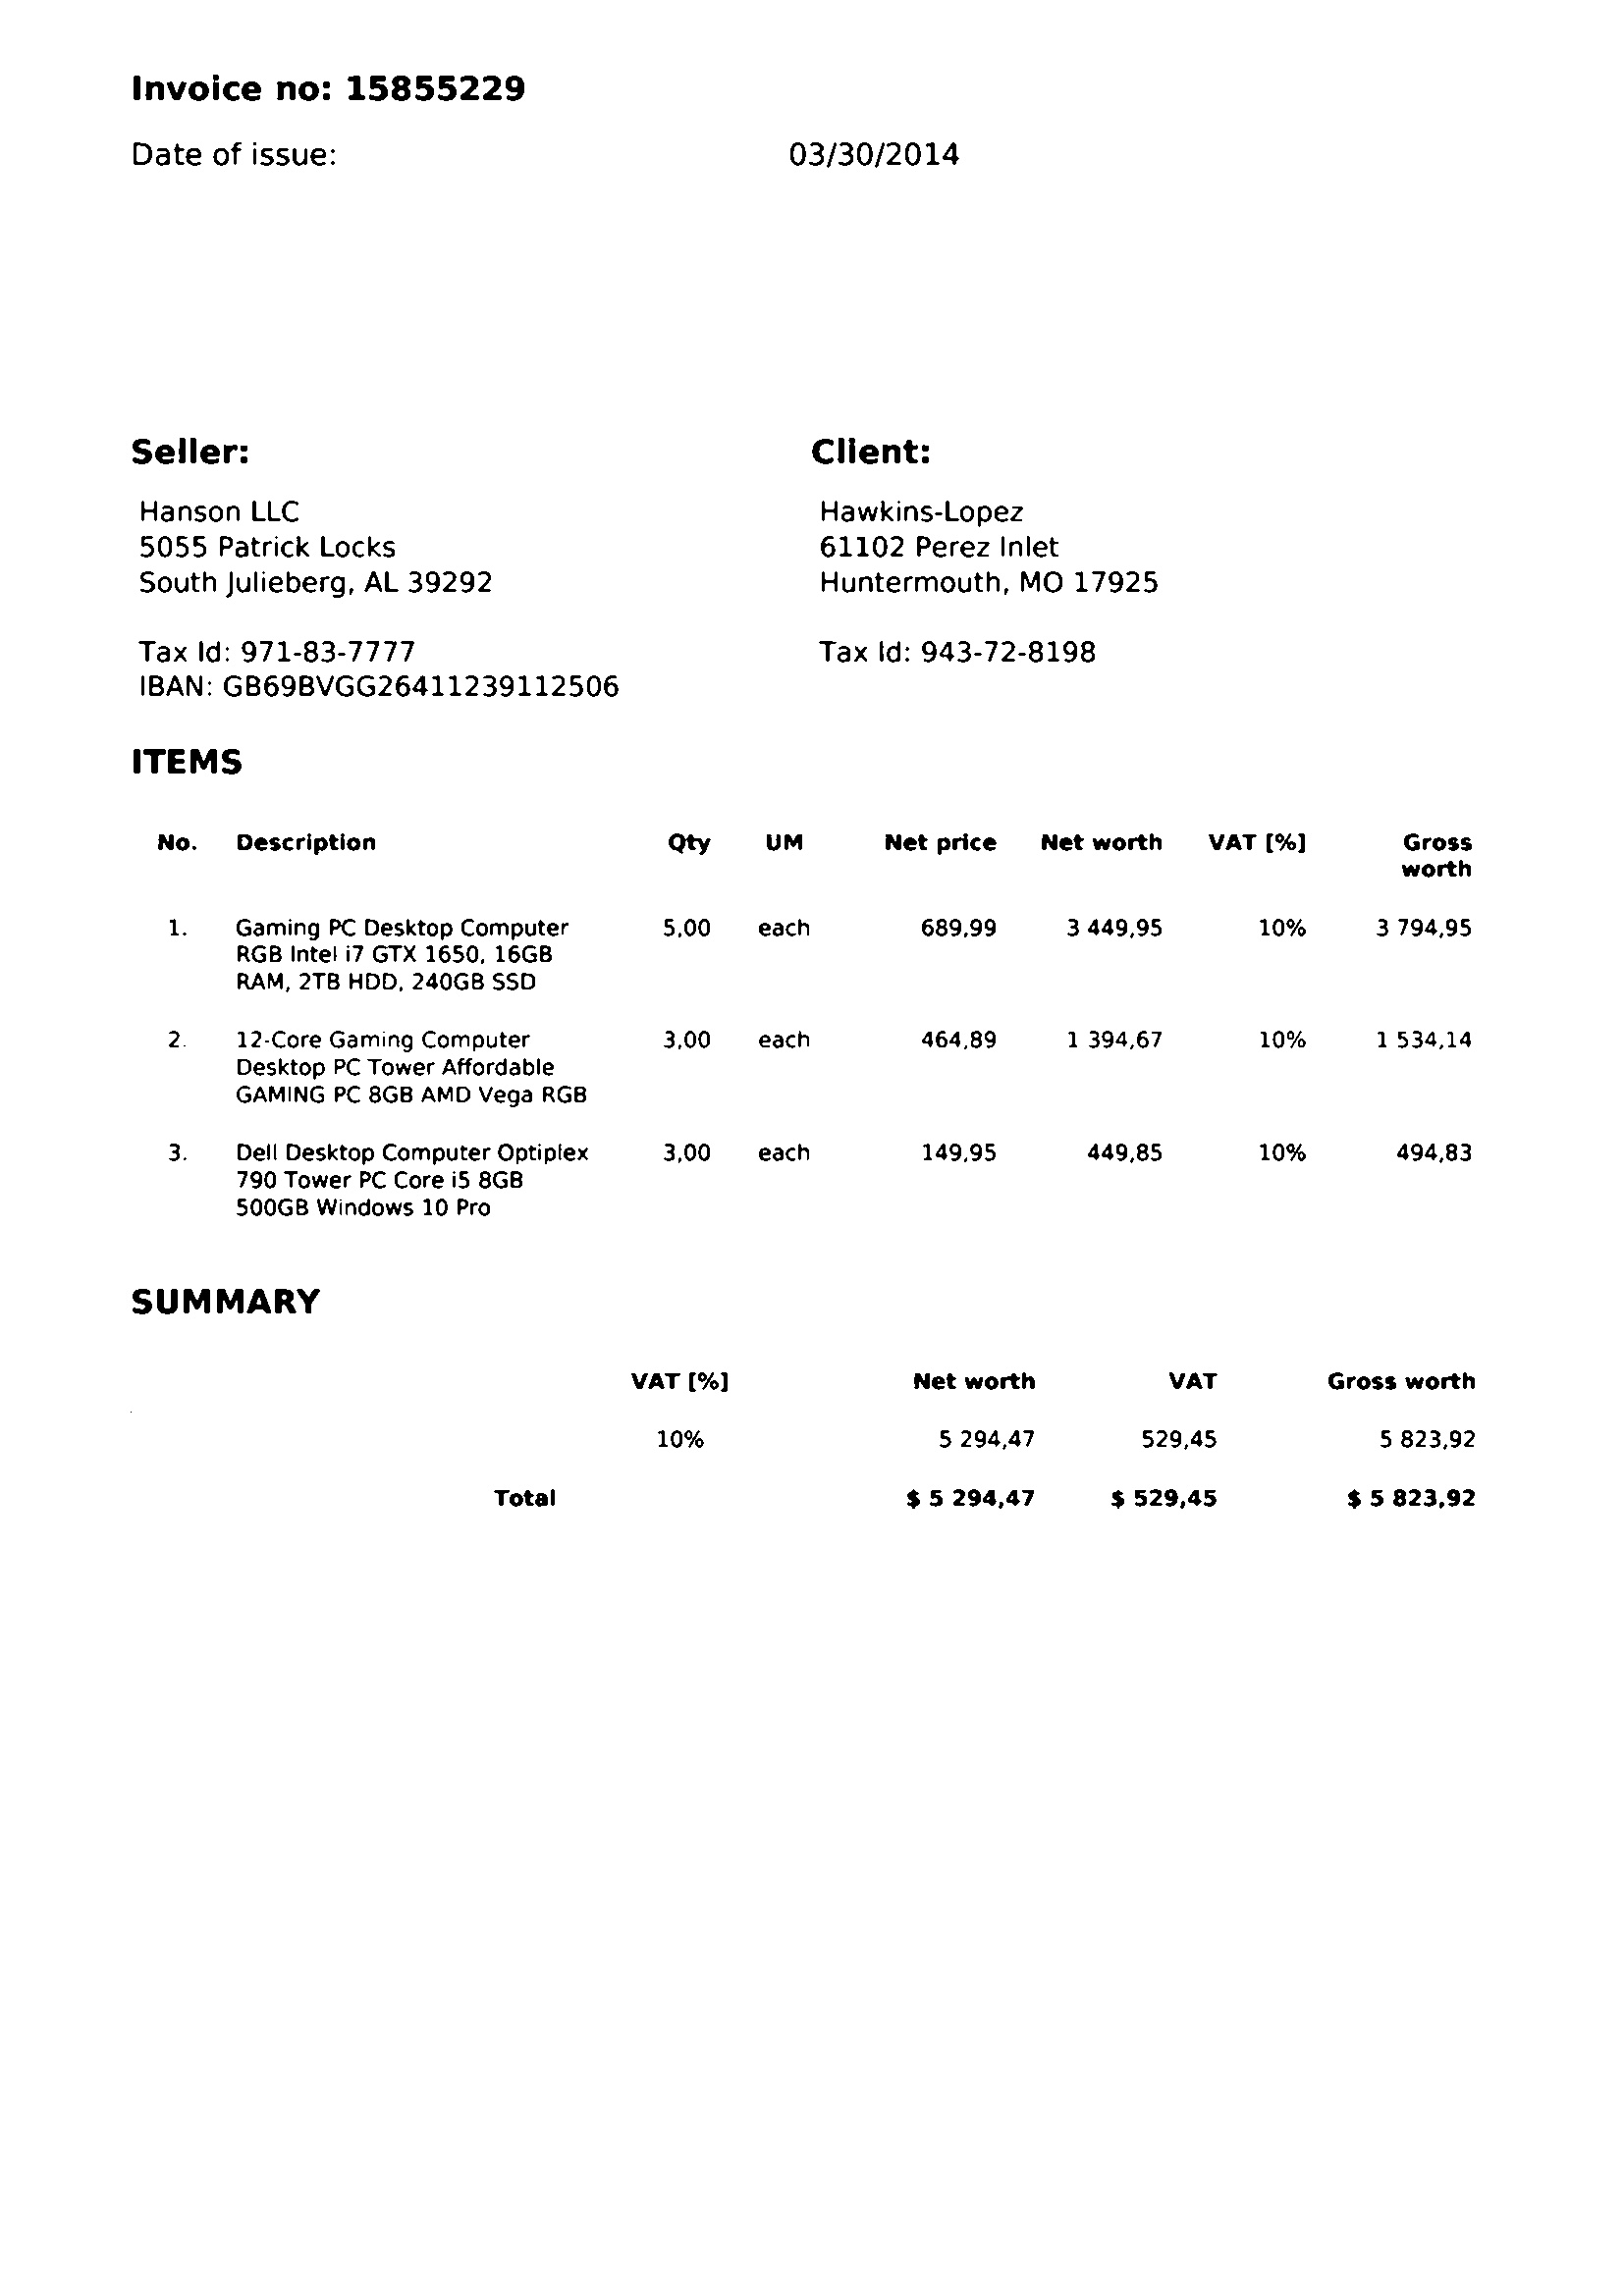 Invoice no: 15855229
Date of issue: 03/30/2014
Seller:
Hanson LLC
5055 Patrick Locks
South Julieberg, AL 39292
Tax Id: 971-83-7777
IBAN: GB69BVGG26411239112506
Client:
Hawkins-Lopez
61102 Perez Inlet
Huntermouth, MO 17925
Tax Id: 943-72-8198
ITEMS
No. Description Qty UM Net price Net worth VAT [%] Gross
worth
1. Gaming PC Desktop Computer 5,00 each 689,99 3 449,95 10% 3 794,95
RGB Intel i7 GTX 1650, 16GB
RAM, 2TB HDD, 240GB SSD
2. 12-Core Gaming Computer 3,00 each 464,89 1 394,67 10% 1 534,14
Desktop PC Tower Affordable
GAMING PC 8GB AMD Vega RGB
3. Dell Desktop Computer Optiplex 3,00 each 149,95 449,85 10% 494,83
790 Tower PC Core i5 8GB
500GB Windows 10 Pro
SUMMARY
VAT [%] Net worth VAT Gross worth
10% 5 294,47 529,45 5 823,92
Total $ 5 294,47 $ 529,45 $ 5 823,92